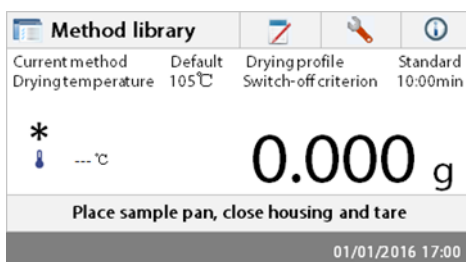 Method library
Current method Default Drying profile Standard
Drying temperature 105℃ Switch-off criterion 10:00min
*
--- ℃
0.000 g
Place sample pan, close housing and tare
01/01/2016 17:00